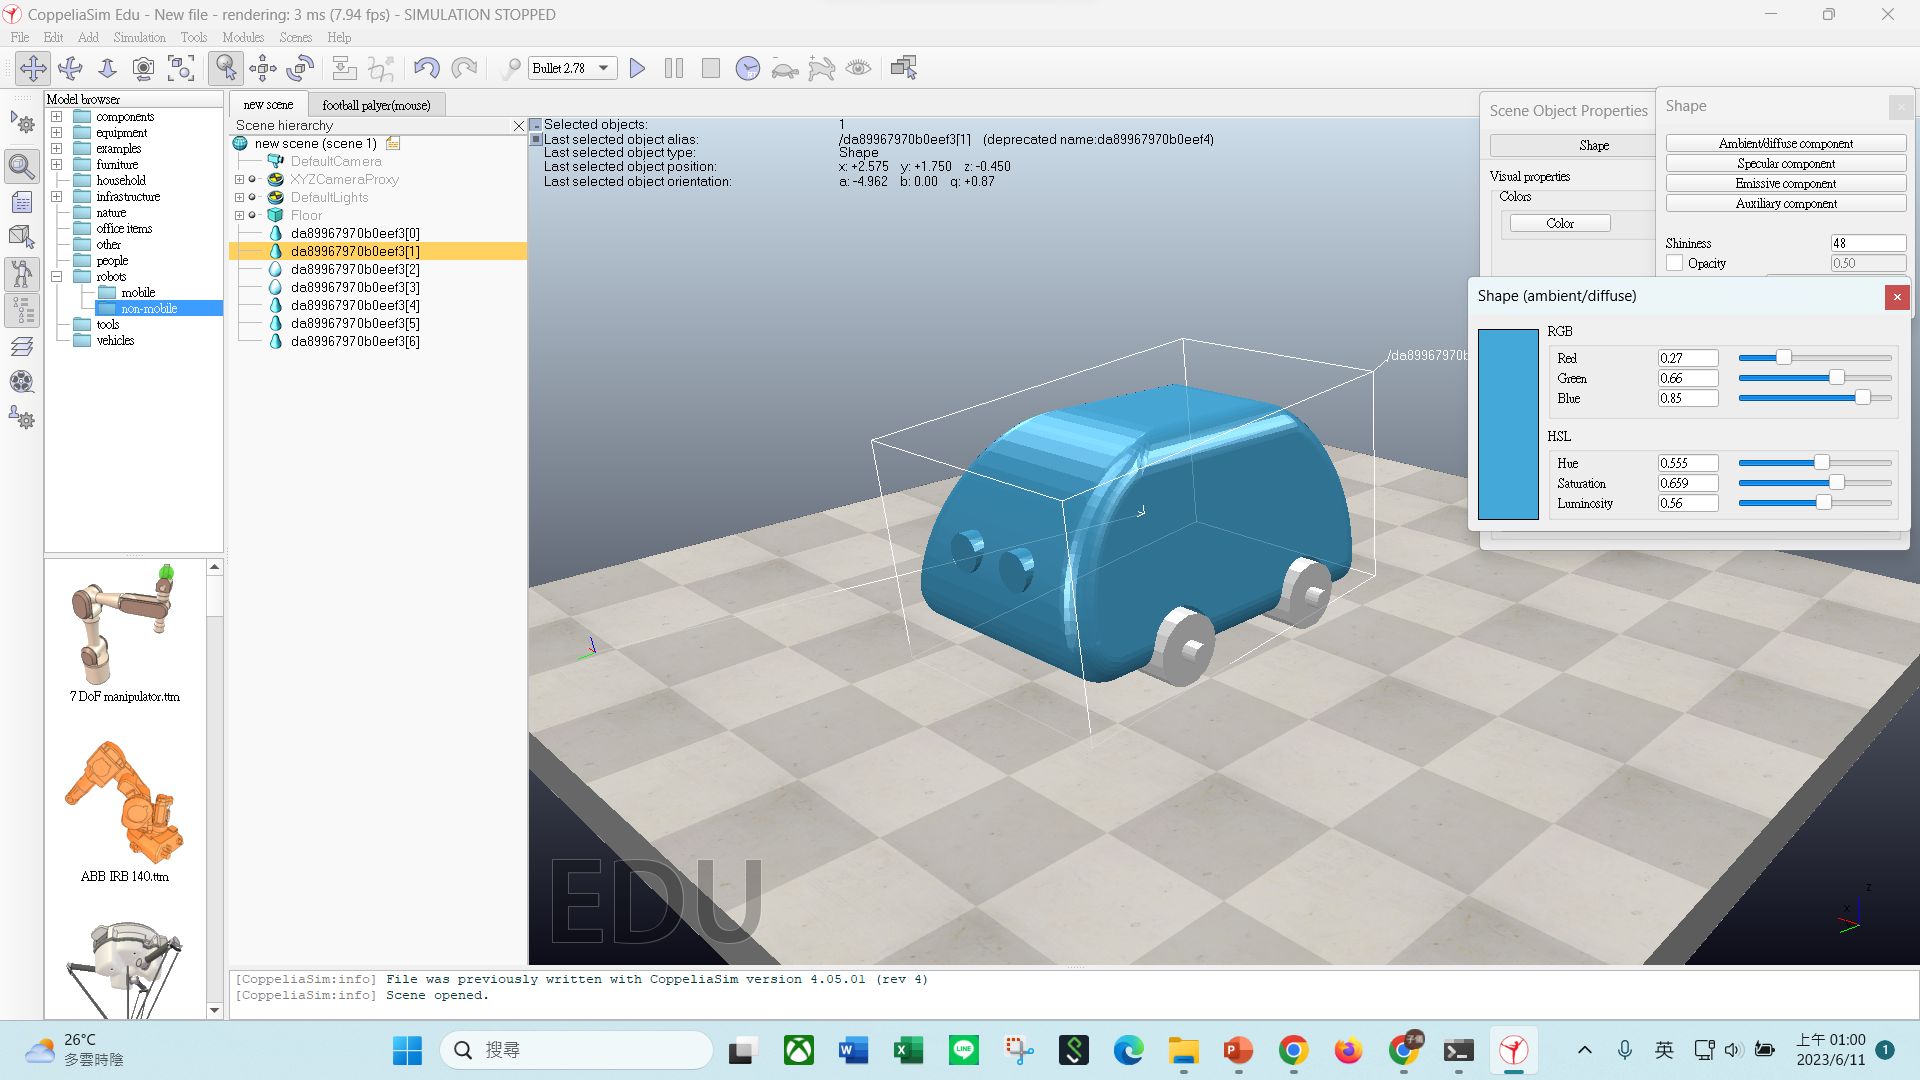 CoppeliaSim Edu - New file - rendering: 3 ms (7.94 fps) - SIMULATION STOPPED
File Edit Add Simulation Tools Modules Scenes Help
Bullet 2.78
RT
Model browser
components
equipment
examples
furniture
household
infrastructure
nature
office items
other
people
robots
mobile
non-mobile
tools
vehicles
7 DoF manipulator.ttm
ABB IRB 140.ttm
new scene
football palyer(mouse)
Scene hierarchy
new scene (scene 1)
DefaultCamera
XYZCameraProxy
DefaultLights
Floor
da89967970b0eef3[0]
da89967970b0eef3[1]
da89967970b0eef3[2]
da89967970b0eef3[3]
da89967970b0eef3[4]
da89967970b0eef3[5]
da89967970b0eef3[6]
Selected objects: 1
Last selected object alias: /da89967970b0eef3[1] (deprecated name:da89967970b0eef4)
Last selected object type: Shape
Last selected object position: x: +2.575 y: +1.750 z: -0.450
Last selected object orientation: a: -4.962 b: 0.00 q: +0.87
/da89967970b
EDU
z
x
Scene Object Properties
Shape
Visual properties
Colors
Color
Shape
Ambient/diffuse component
Specular component
Emissive component
Auxiliary component
Shininess 48
Opacity 0.50
Shape (ambient/diffuse)
RGB
Red 0.27
Green 0.66
Blue 0.85
HSL
Hue 0.555
Saturation 0.659
Luminosity 0.56
[CoppeliaSim:info] File was previously written with CoppeliaSim version 4.05.01 (rev 4)
[CoppeliaSim:info] Scene opened.
26°C
多雲時陰
搜尋
LINE
英
上午 01:00
2023/6/11
1